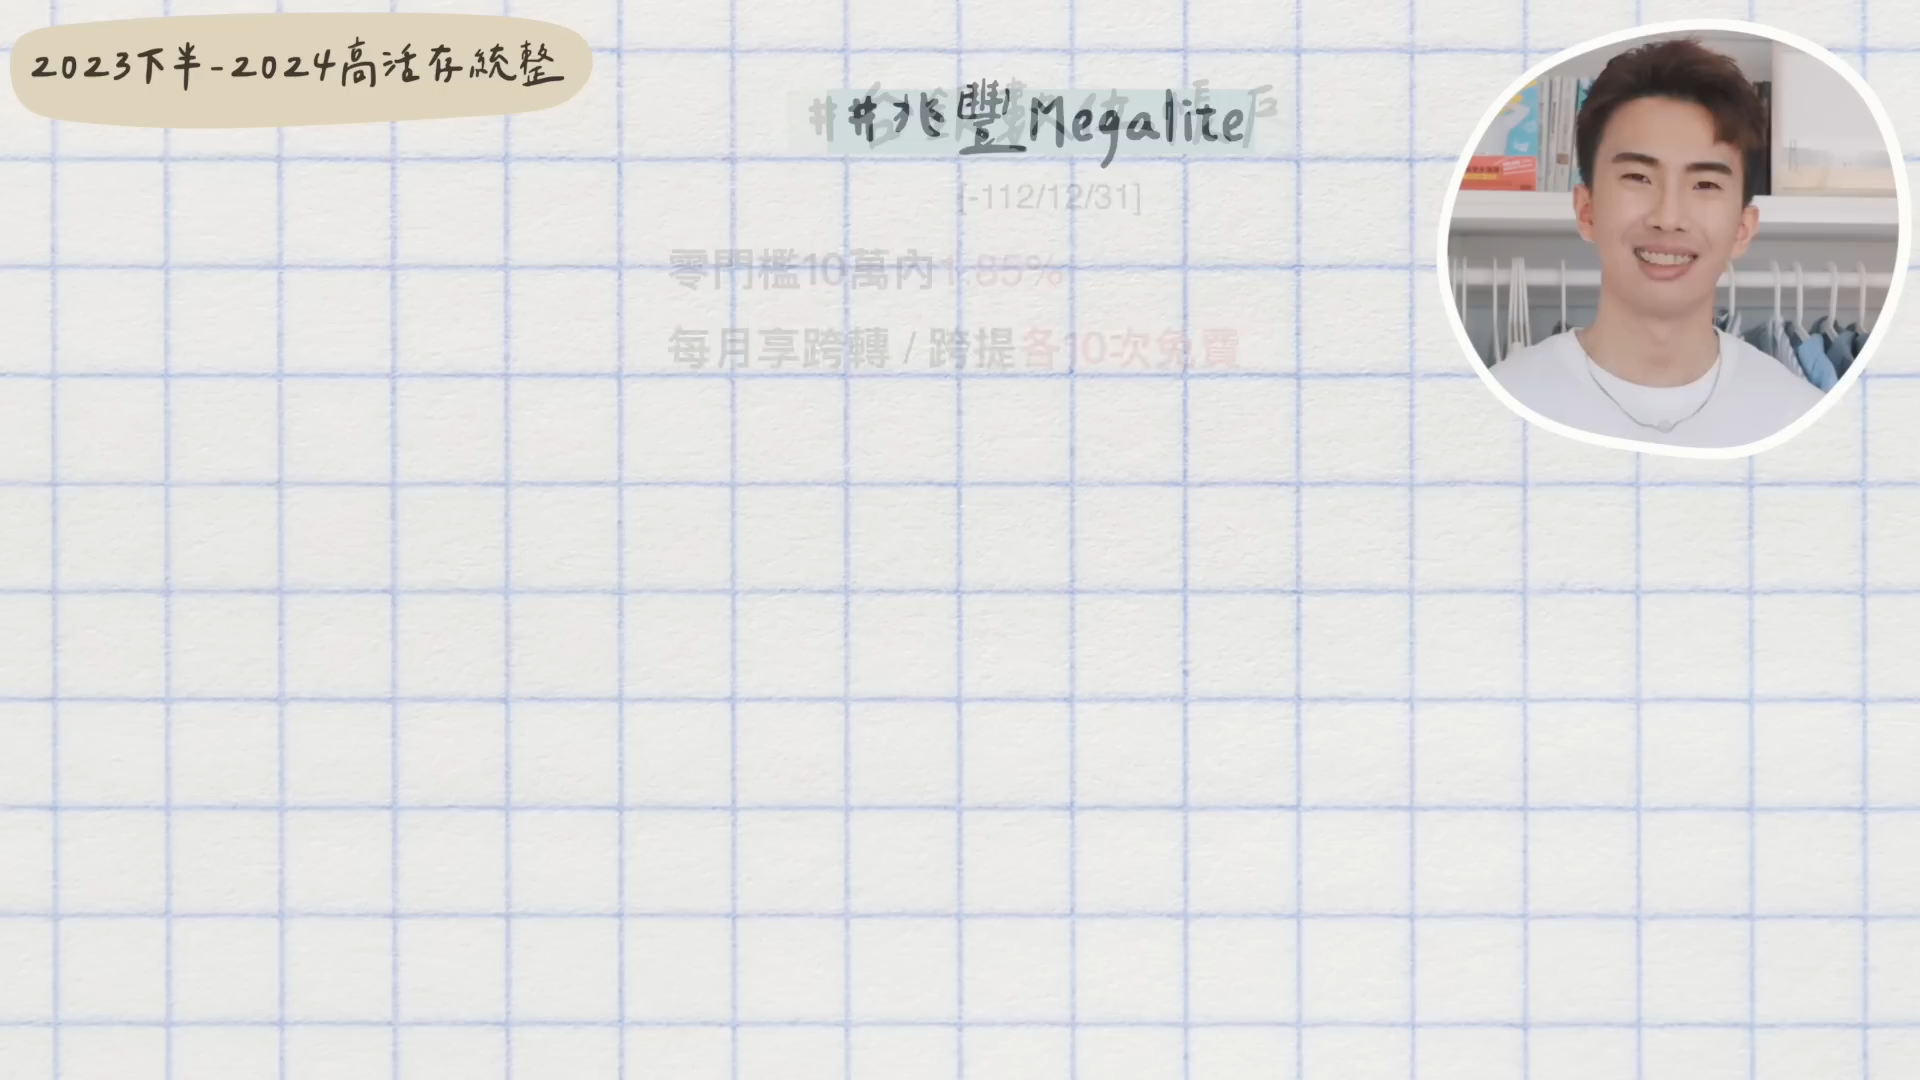 2023下半-2024高活存統整
#兆豐Megalite
[-112/12/31]
零門檻10萬內1.85%
每月享跨轉 / 跨提各10次免費